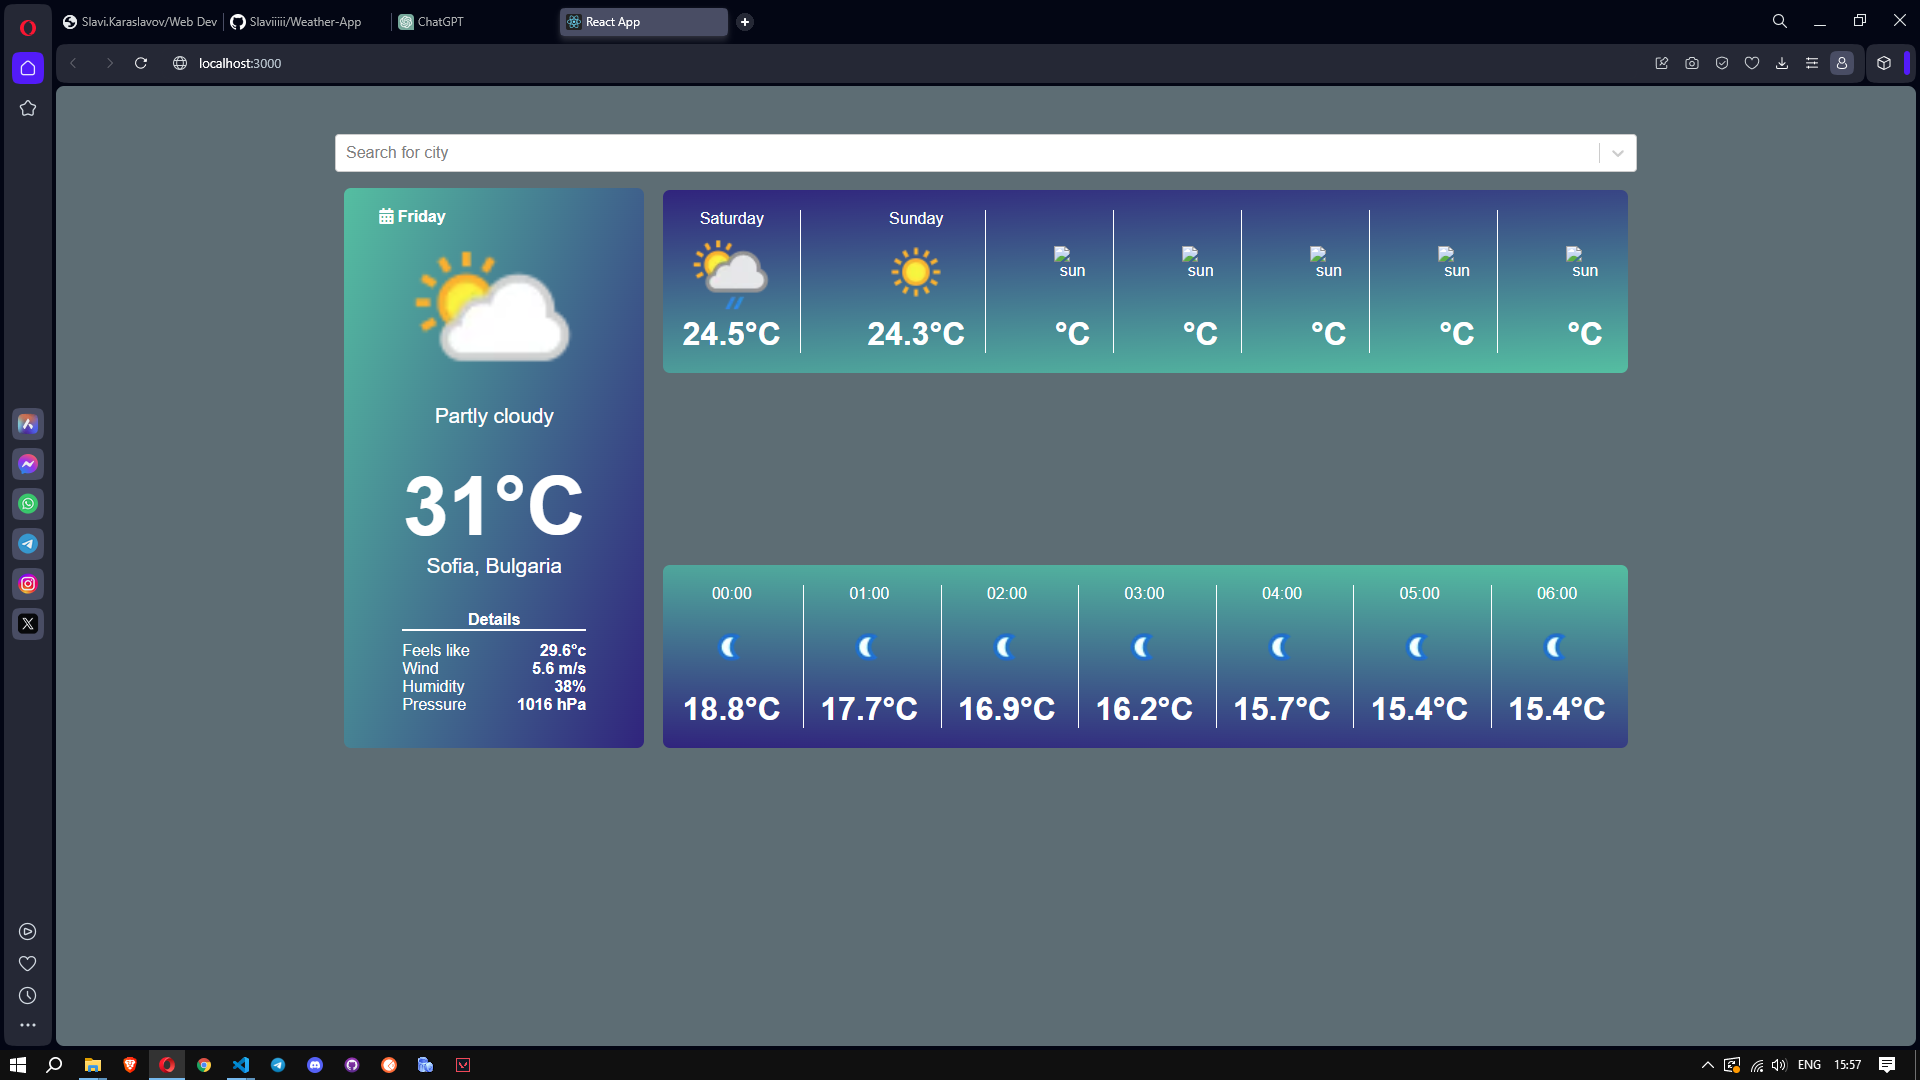 Slavi.Karaslavov/Web Dev
Slaviiiii/Weather-App
ChatGPT
React App
localhost:3000
Search for city
Friday
Partly cloudy
31°C
Sofia, Bulgaria
Details
Feels like 29.6°c
Wind 5.6 m/s
Humidity 38%
Pressure 1016 hPa
Saturday Sunday
sun sun sun sun sun
24.5°C 24.3°C °C °C °C °C °C
00:00 01:00 02:00 03:00 04:00 05:00 06:00
18.8°C 17.7°C 16.9°C 16.2°C 15.7°C 15.4°C 15.4°C
ENG 15:57